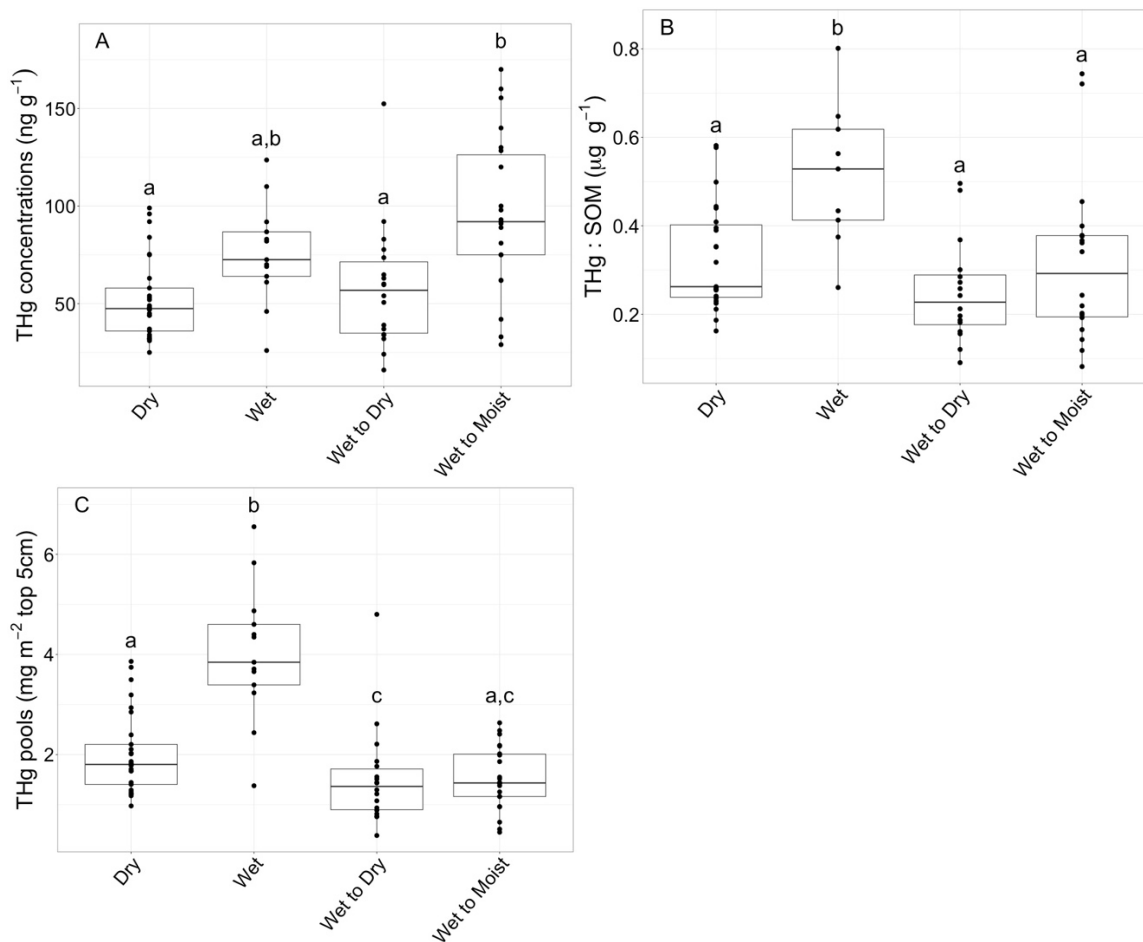 A
THg concentrations (ng g⁻¹)
150
100
50
a
a,b
a
b
Dry
Wet
Wet to Dry
Wet to Moist
B
THg : SOM (µg g⁻¹)
0.8
0.6
0.4
0.2
a
b
a
a
Dry
Wet
Wet to Dry
Wet to Moist
C
THg pools (mg m⁻² top 5cm)
6
4
2
a
b
c
a,c
Dry
Wet
Wet to Dry
Wet to Moist